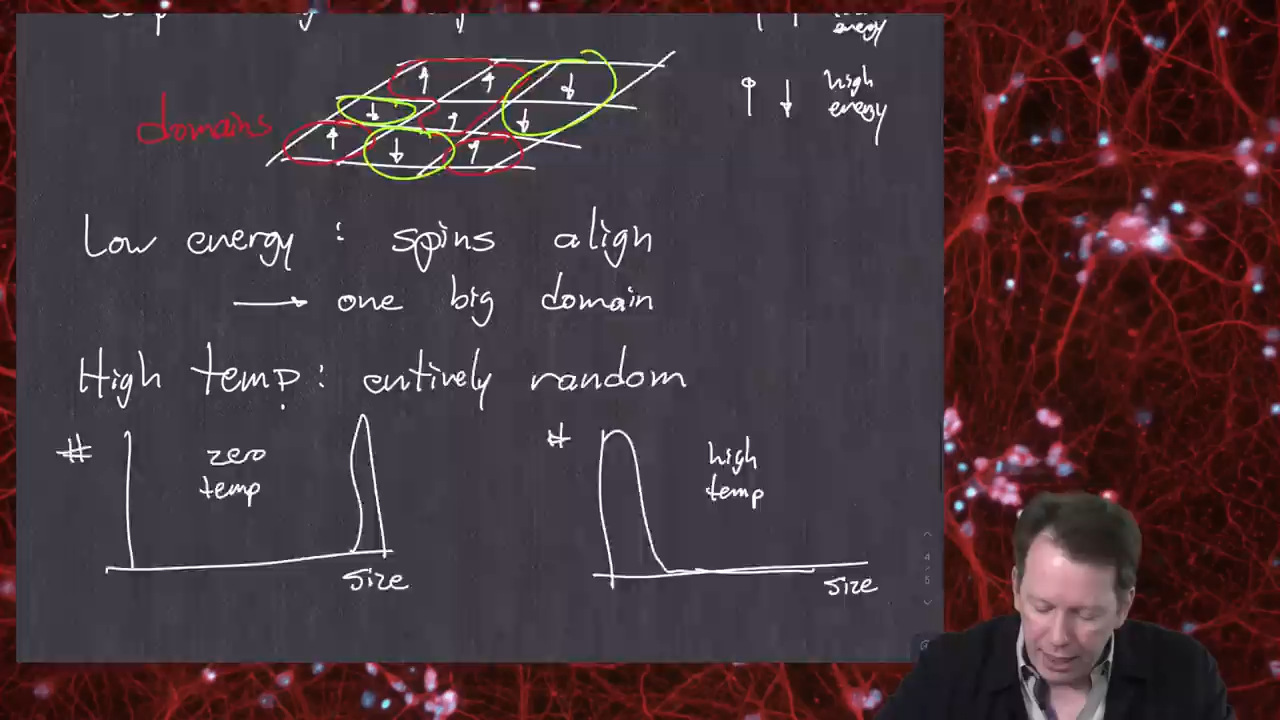 energy
↑ ↓ high
energy
domains
↑ ↑ ↓
↓ ↑ ↓
↑ ↓ ↑
Low energy : spins align
→ one big domain
High temp : entirely random
# zero
temp
size
# high
temp
size